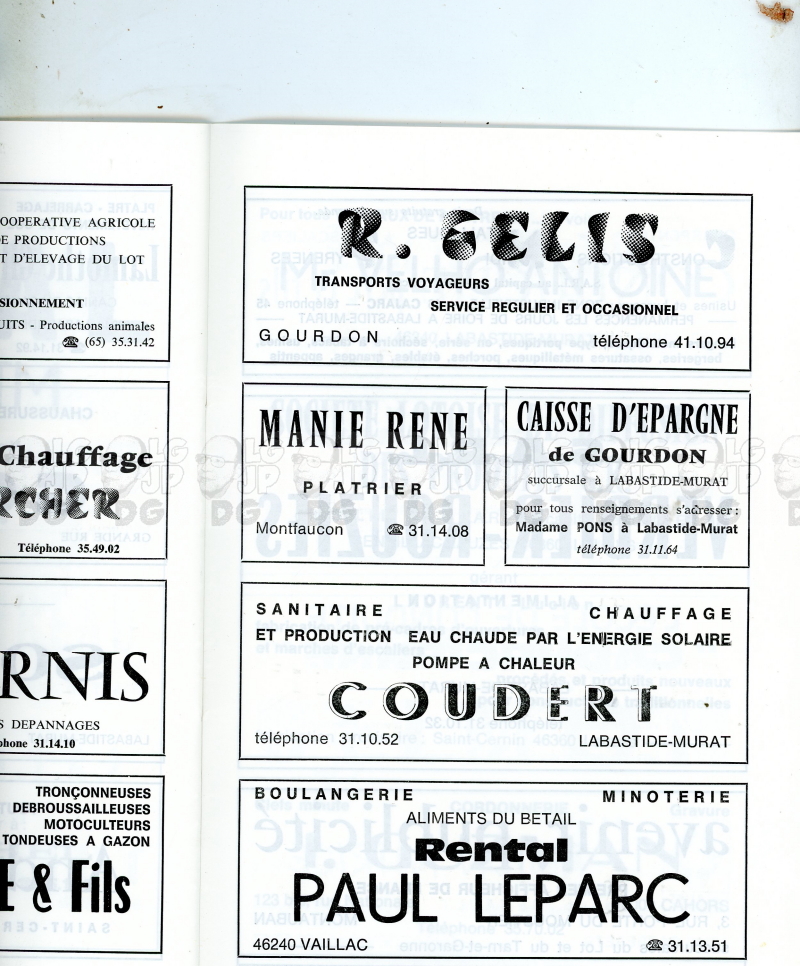 OOPERATIVE AGRICOLE
DE PRODUCTIONS
T D'ELEVAGE DU LOT
SIONNEMENT
UITS - Productions animales
☎ (65) 35.31.42
Chauffage
RCHER
Téléphone 35.49.02
RNIS
S DEPANNAGES
phone 31.14.10
TRONÇONNEUSES
DEBROUSSAILLEUSES
MOTOCULTEURS
TONDEUSES A GAZON
E & Fils
R. GELIS
TRANSPORTS VOYAGEURS
SERVICE REGULIER ET OCCASIONNEL
GOURDON téléphone 41.10.94
MANIE RENE
PLATRIER
Montfaucon ☎ 31.14.08
CAISSE D'EPARGNE
de GOURDON
succursale à LABASTIDE-MURAT
pour tous renseignements s'adresser :
Madame PONS à Labastide-Murat
téléphone 31.11.64
SANITAIRE CHAUFFAGE
ET PRODUCTION EAU CHAUDE PAR L'ENERGIE SOLAIRE
POMPE A CHALEUR
COUDERT
téléphone 31.10.52 LABASTIDE-MURAT
BOULANGERIE MINOTERIE
ALIMENTS DU BETAIL
Rental
PAUL LEPARC
46240 VAILLAC ☎ 31.13.51